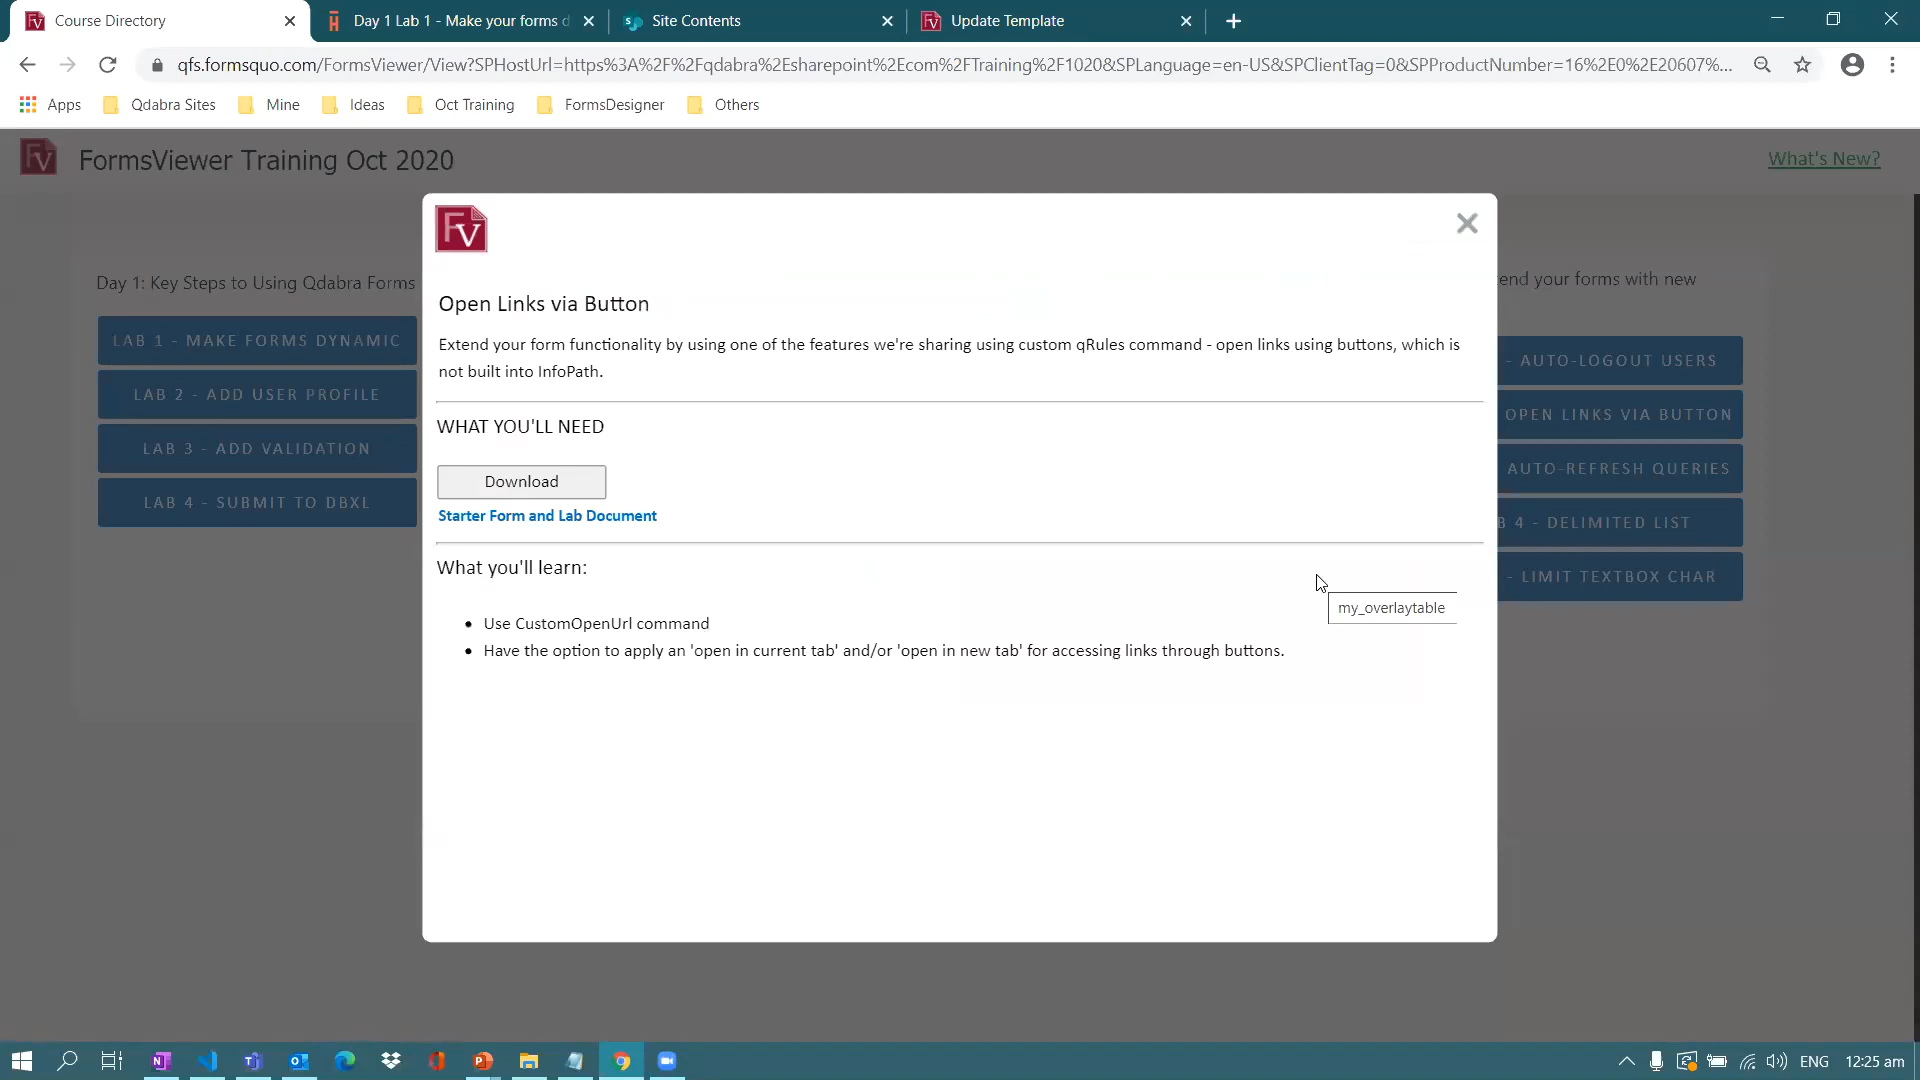 Course Directory
Day 1 Lab 1 - Make your forms d
Site Contents
Update Template
qfs.formsquo.com/FormsViewer/View?SPHostUrl=https%3A%2F%2Fqdabra%2Esharepoint%2Ecom%2FTraining%2F1020&SPLanguage=en-US&SPClientTag=0&SPProductNumber=16%2E0%2E20607%...
Apps
Qdabra Sites
Mine
Ideas
Oct Training
FormsDesigner
Others
FV
FormsViewer Training Oct 2020
What's New?
FV
Open Links via Button
Extend your form functionality by using one of the features we're sharing using custom qRules command - open links using buttons, which is
not built into InfoPath.
WHAT YOU'LL NEED
Download
Starter Form and Lab Document
What you'll learn:
• Use CustomOpenUrl command
• Have the option to apply an 'open in current tab' and/or 'open in new tab' for accessing links through buttons.
my_overlaytable
Day 1: Key Steps to Using Qdabra Forms
LAB 1 - MAKE FORMS DYNAMIC
LAB 2 - ADD USER PROFILE
LAB 3 - ADD VALIDATION
LAB 4 - SUBMIT TO DBXL
end your forms with new
- AUTO-LOGOUT USERS
OPEN LINKS VIA BUTTON
AUTO-REFRESH QUERIES
B 4 - DELIMITED LIST
- LIMIT TEXTBOX CHAR
ENG
12:25 am